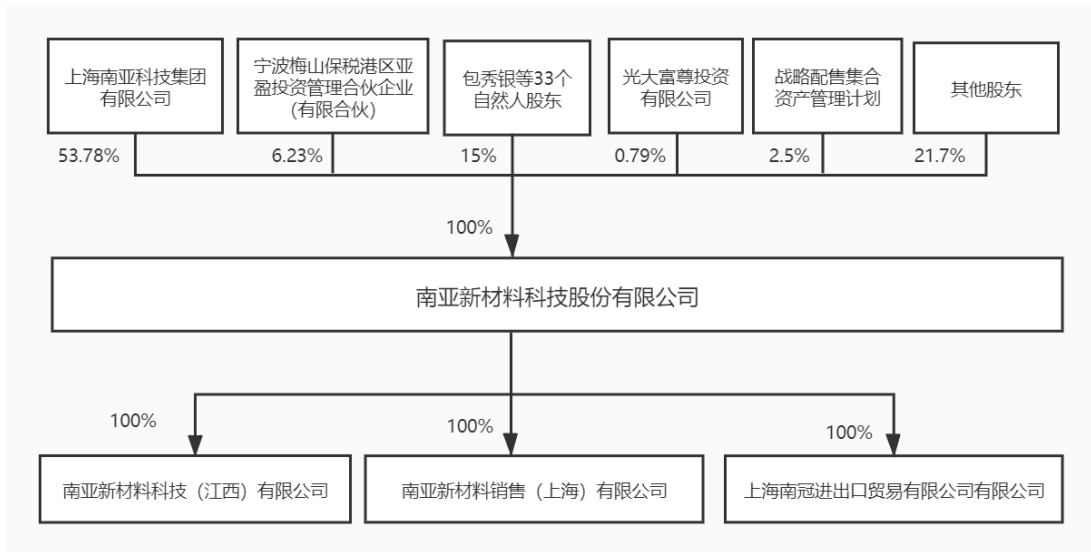 上海南亚科技集团
有限公司
宁波梅山保税港区亚
盈投资管理合伙企业
（有限合伙）
包秀银等33个
自然人股东
光大富尊投资
有限公司
战略配售集合
资产管理计划
其他股东
53.78%
6.23%
15%
0.79%
2.5%
21.7%
100%
南亚新材料科技股份有限公司
100%
100%
100%
南亚新材料科技（江西）有限公司
南亚新材料销售（上海）有限公司
上海南冠进出口贸易有限公司有限公司